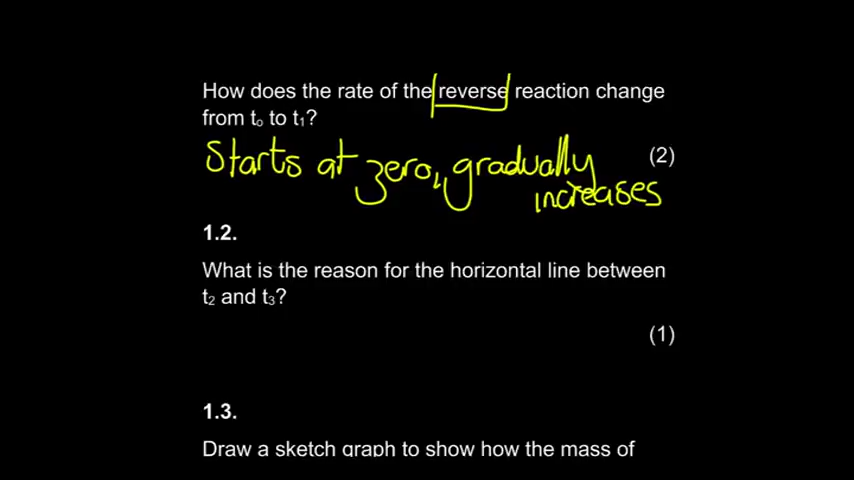 How does the rate of the reverse reaction change
from t₀ to t₁?
Starts at zero, gradually
(2)
increases
1.2.
What is the reason for the horizontal line between
t₂ and t₃?
(1)
1.3.
Draw a sketch graph to show how the mass of